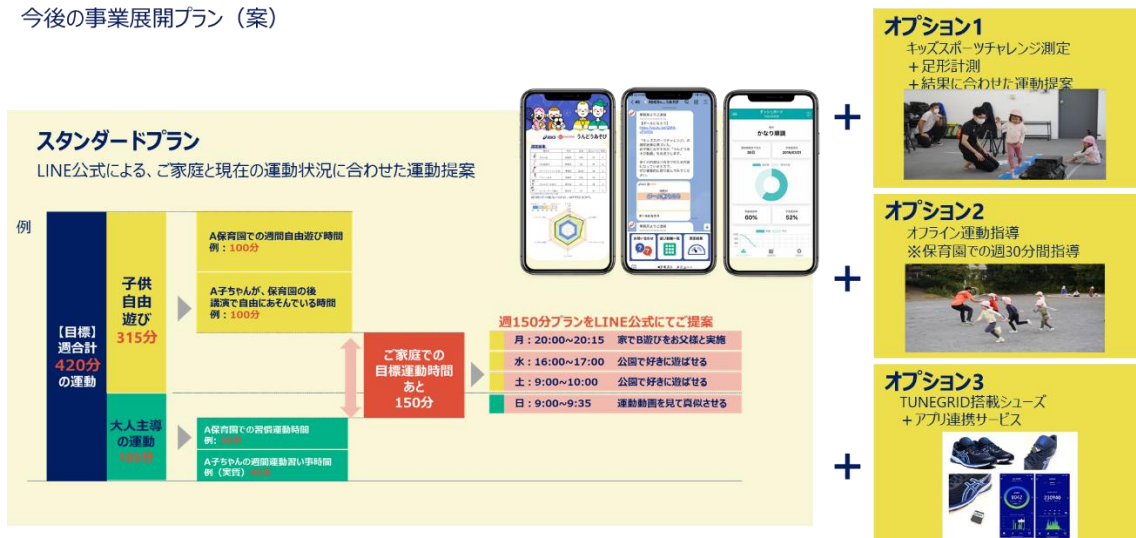 今後の事業展開プラン（案）
スタンダードプラン
LINE公式による、ご家庭と現在の運動状況に合わせた運動提案
例
【目標】
週合計
420分
の運動
子供
自由
遊び
315分
大人主導
の運動
105分
A保育園での週間自由遊び時間
例：100分
A子ちゃんが、保育園の後
講演で自由にあそんでいる時間
例：100分
A保育園での習慣運動時間
例:
A子ちゃんの週間運動習い事時間
例（実質）
ご家庭での
目標運動時間
あと
150分
週150分プランをLINE公式にてご提案
月：20:00~20:15 家でB遊びをお父様と実施
水：16:00~17:00 公園で好きに遊ばせる
土：9:00~10:00 公園で好きに遊ばせる
日：9:00~9:35 運動動画を見て真似させる
うんどうあそび
かなり順調
60%
52%
+
オプション1
キッズスポーツチャレンジ測定
＋足形計測
＋結果に合わせた運動提案
+
オプション2
オフライン運動指導
※保育園での週30分間指導
+
オプション3
TUNEGRID搭載シューズ
＋アプリ連携サービス